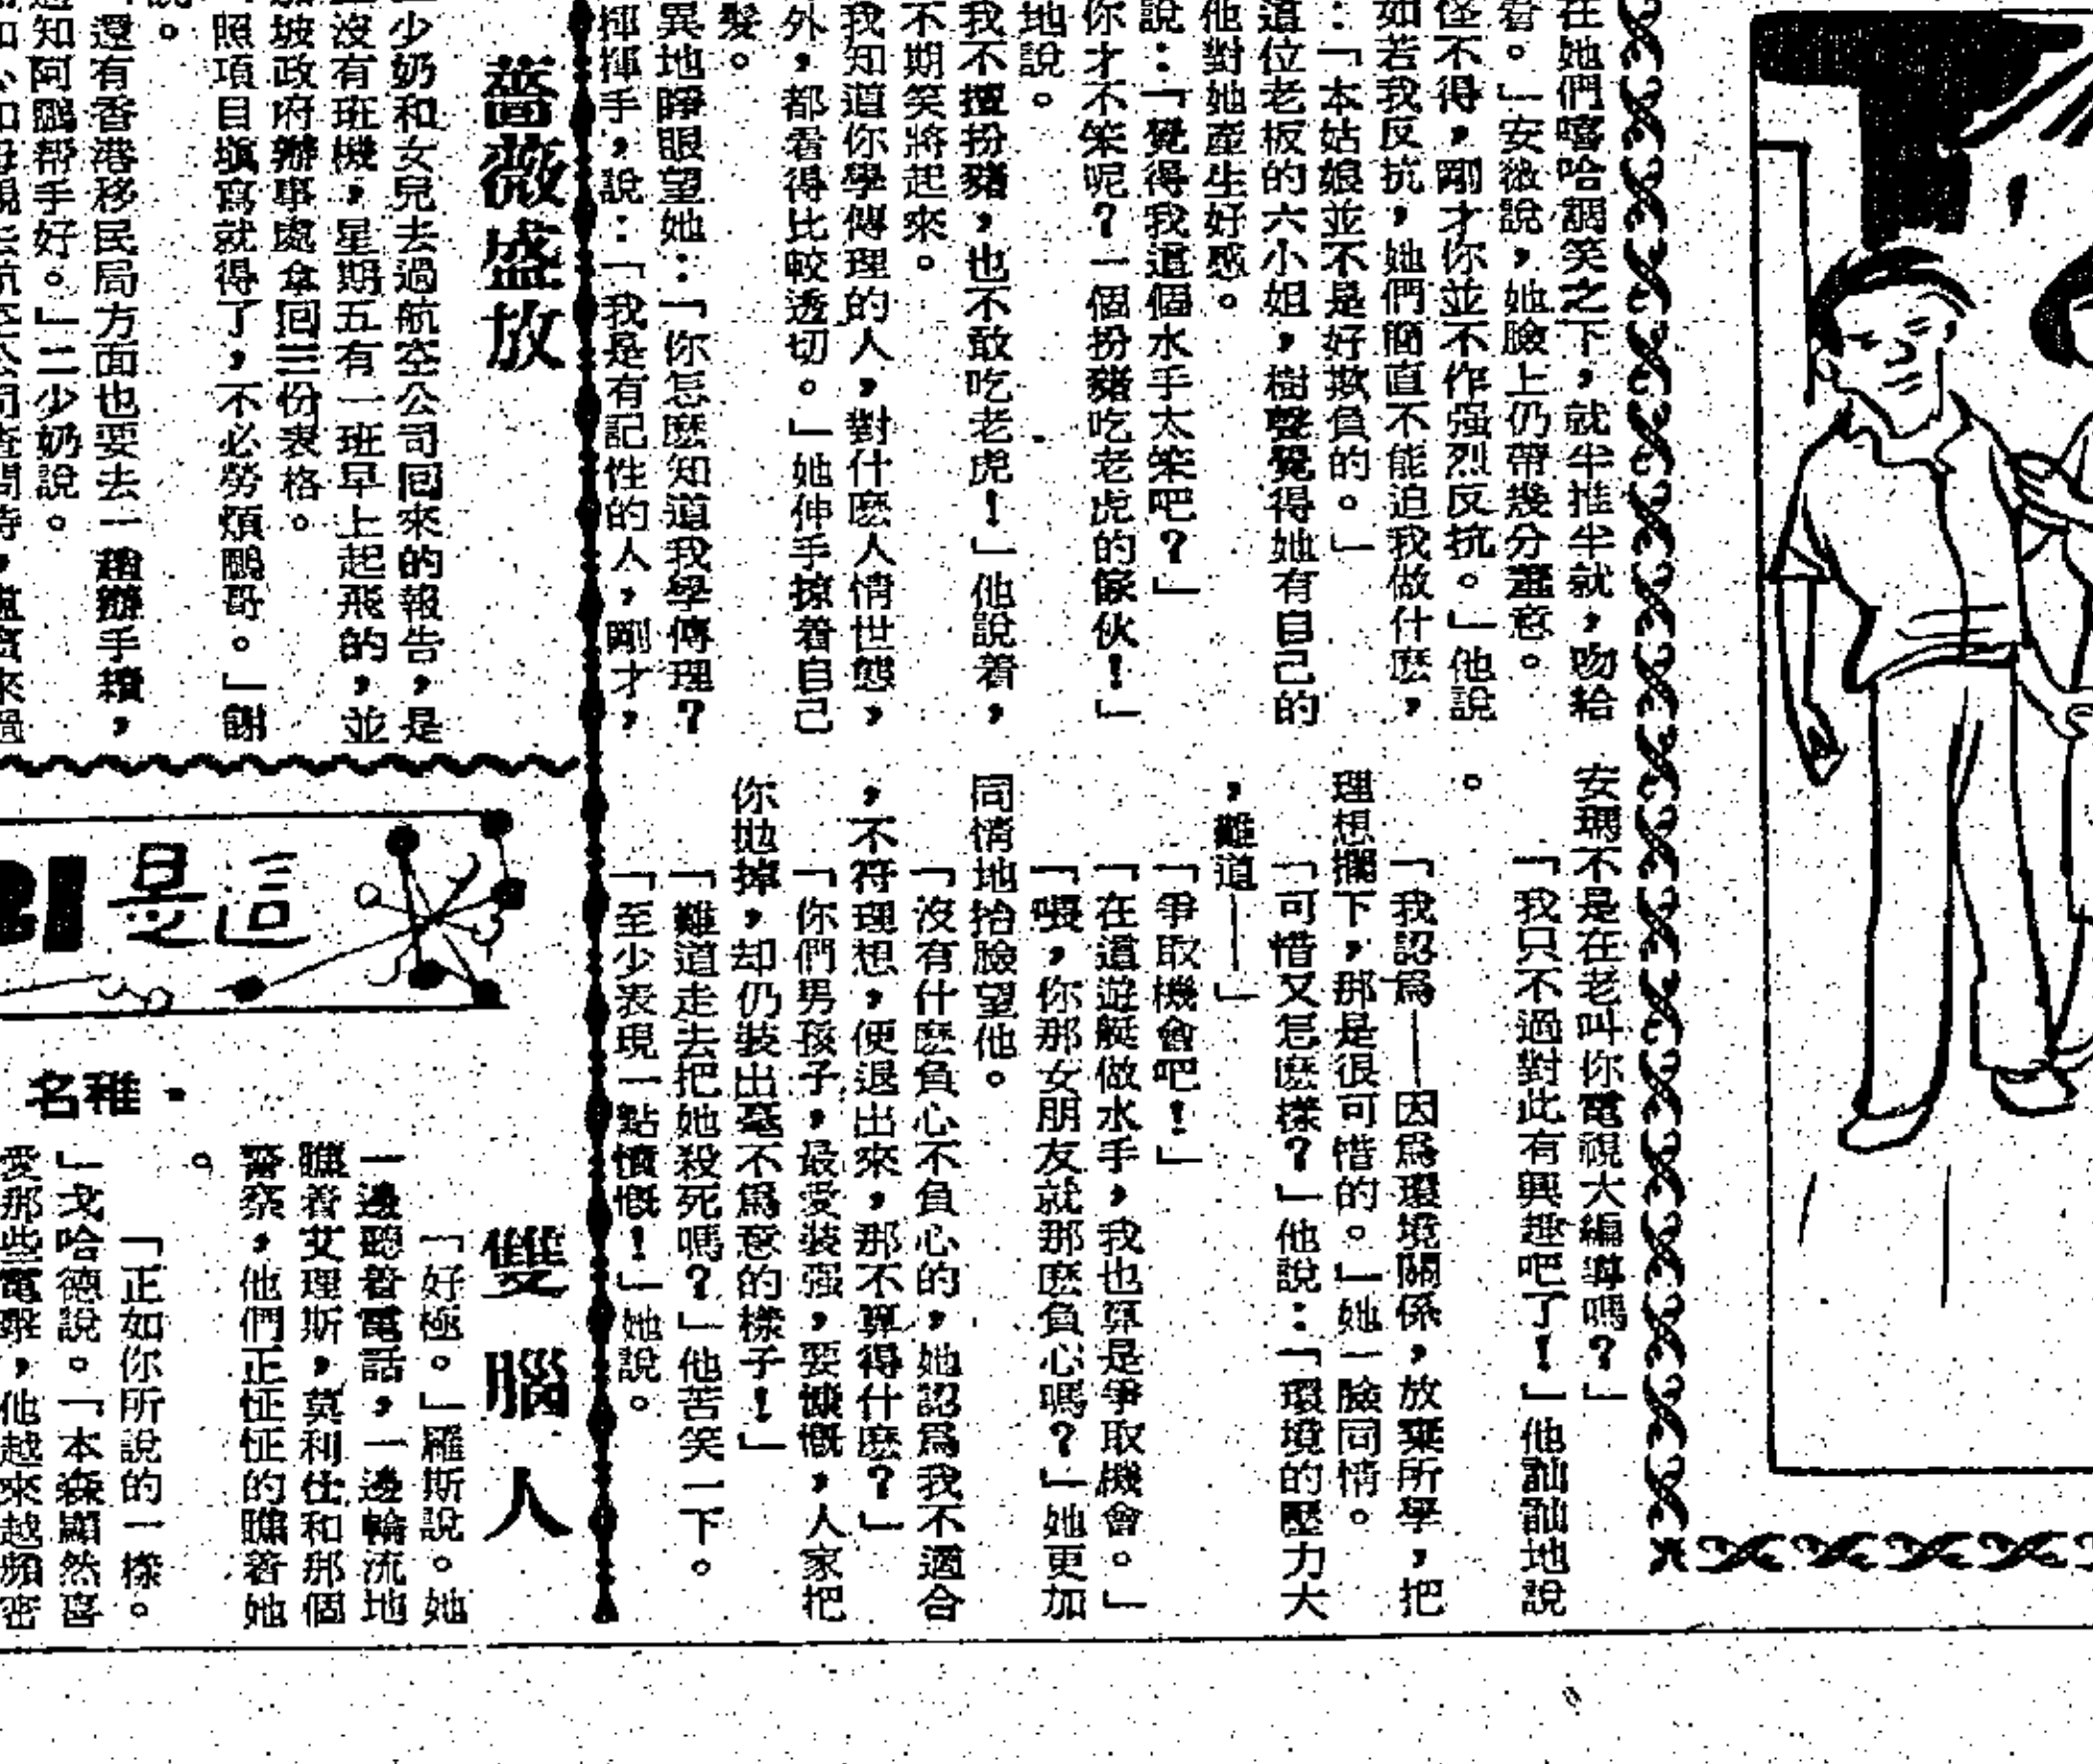 在她們嘻哈調笑之下，就半推半就，吻給
看。」安薇說，她臉上仍帶幾分羞意。
怪不得，剛才你並不作强烈反抗。」他說
如若我反抗，她們簡直不能迫我做什麽，
：「本姑娘並不是好欺負的。」
這位老板的六小姐，樹聲覺得她有自己的
他對她產生好感。
說：「覺得我這個水手太笨吧？」
你才不笨呢？一個扮豬吃老虎的傢伙！」
地說。
我不擅扮豬，也不敢吃老虎！」他說着，
不期笑將起來。
我知道你學傳理的人，對什麽人情世態，
外，都看得比較透切。」她伸手掠着自己
髮。
異地睜眼望她：「你怎麽知道我學傳理？
揮揮手，說：「我是有記性的人，剛才，
安瑪不是在老叫你電視大編導嗎？」
「我只不過對此有興趣吧了！」他訕訕地說
。
「我認爲——因爲環境關係，放棄所學，把
理想擱下，那是很可惜的。」她一臉同情。
「可惜又怎麽樣？」他說：「環境的壓力大
，難道——」
「爭取機會吧！」
「在這遊艇做水手，我也算是爭取機會。」
「喂，你那女朋友就那麽負心嗎？」她更加
同情地抬臉望他。
「沒有什麽負心不負心的，她認爲我不適合
，不符理想，便退出來，那不算得什麽？」
「你們男孩子，最愛裝强，要慷慨，人家把
你抛掉，却仍裝出毫不爲意的樣子！」
「難道走去把她殺死嗎？」他苦笑一下。
「至少表現一點憤慨！」她說。
薔薇盛放
少奶和女兒去過航空公司囘來的報告，是
沒有班機，星期五有一班早上起飛的，並
加坡政府辦事處拿囘三份表格。
照項目塡寫就得了，不必勞煩鵬哥。」
說。
還有香港移民局方面也要去一趟辦手續，
通知阿鵬帮手好。」二少奶說。
這是
・稚名
雙腦人
「好極。」羅斯說。她
一邊聽着電話，一邊輪流地
瞧着艾理斯，莫利仕和那個
警察，他們正怔怔的瞧着她
。
「正如你所說的一樣。
」戈哈德說。「本森顯然喜
愛那些電擊，他越來越頻密